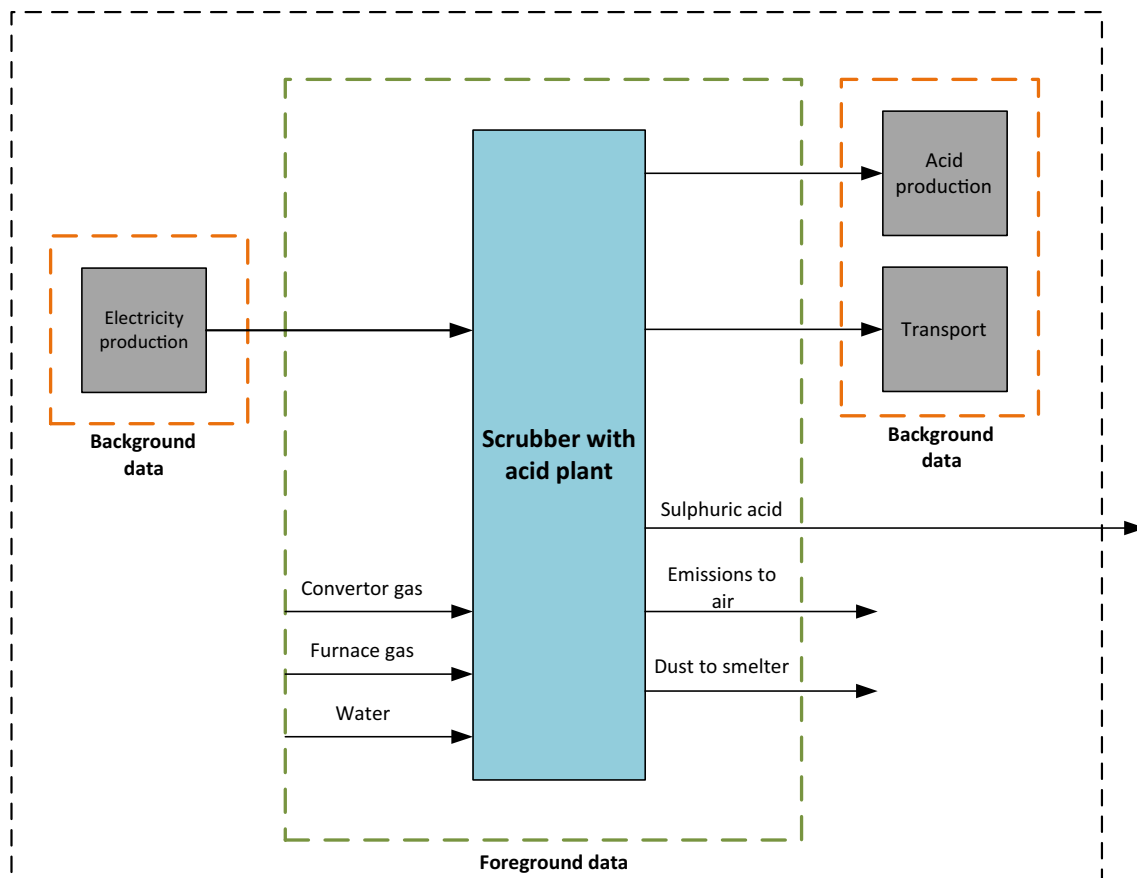 Acid
production
Electricity
production
Transport
Background
data
Background
data
Scrubber with
acid plant
Sulphuric acid
Convertor gas
Emissions to
air
Furnace gas
Dust to smelter
Water
Foreground data